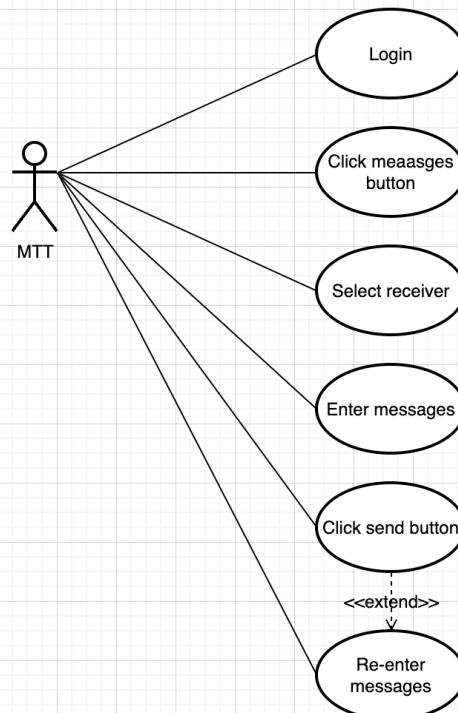 Login
Click meaasges
button
MTT
Select receiver
Enter messages
Click send button
<<extend>>
Re-enter
messages